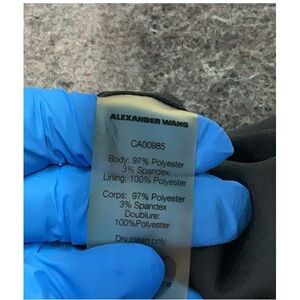 ALEXANDER WANG
CA00985
Body: 97% Polyester
3% Spandex
Lining: 100% Polyester
Corps: 97% Polyester
3% Spandex
Doublure:
100%Polyester
Dry clean only